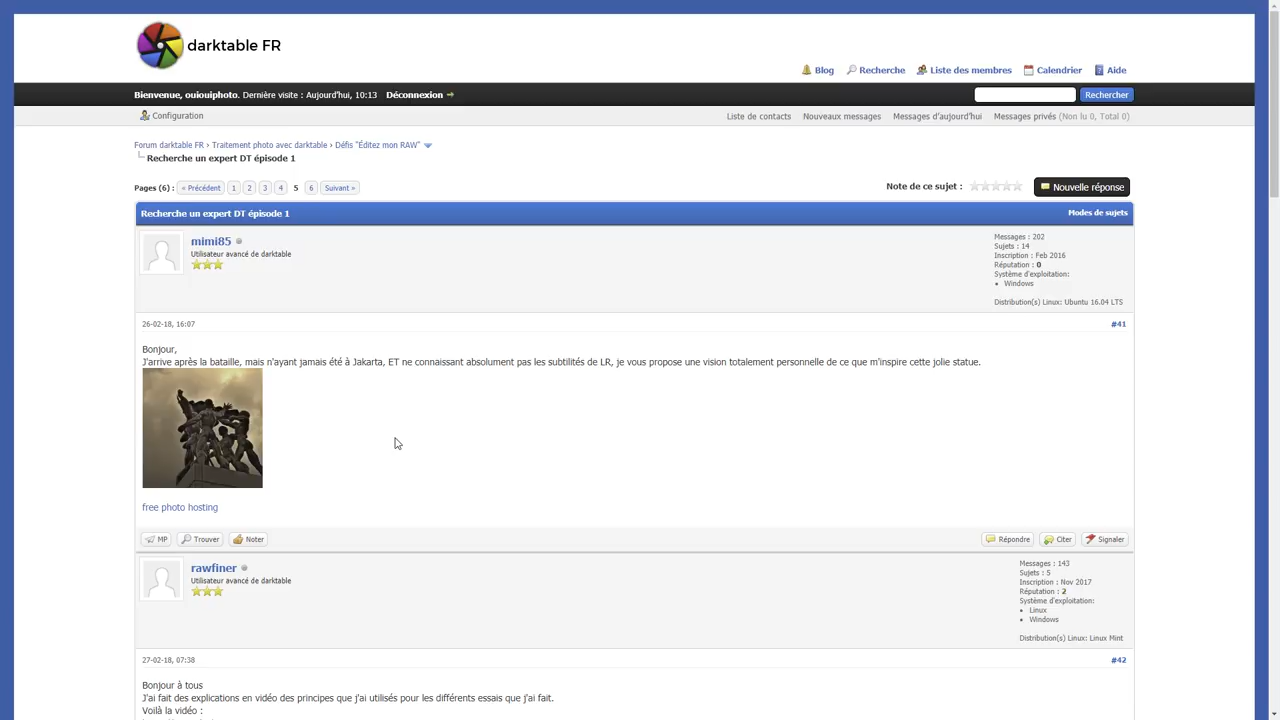 darktable FR
Blog Recherche Liste des membres Calendrier Aide
Bienvenue, ouiouiphoto. Dernière visite : Aujourd'hui, 10:13 Déconnexion
Rechercher
Configuration
Liste de contacts Nouveaux messages Messages d'aujourd'hui Messages privés (Non lu 0, Total 0)
Forum darktable FR › Traitement photo avec darktable › Défis "Éditez mon RAW"
Recherche un expert DT épisode 1
Pages (6) : « Précédent 1 2 3 4 5 6 Suivant »
Note de ce sujet :
Nouvelle réponse
Recherche un expert DT épisode 1
Modes de sujets
mimi85
Utilisateur avancé de darktable
Messages : 202
Sujets : 14
Inscription : Feb 2016
Réputation : 0
Système d'exploitation:
• Windows
Distribution(s) Linux: Ubuntu 16.04 LTS
26-02-18, 16:07
#41
Bonjour,
J'arrive après la bataille, mais n'ayant jamais été à Jakarta, ET ne connaissant absolument pas les subtilités de LR, je vous propose une vision totalement personnelle de ce que m'inspire cette jolie statue.
free photo hosting
MP Trouver Noter
Répondre Citer Signaler
rawfiner
Utilisateur avancé de darktable
Messages : 143
Sujets : 5
Inscription : Nov 2017
Réputation : 2
Système d'exploitation:
• Linux
• Windows
Distribution(s) Linux: Linux Mint
27-02-18, 07:38
#42
Bonjour à tous
J'ai fait des explications en vidéo des principes que j'ai utilisés pour les différents essais que j'ai fait.
Voilà la vidéo :